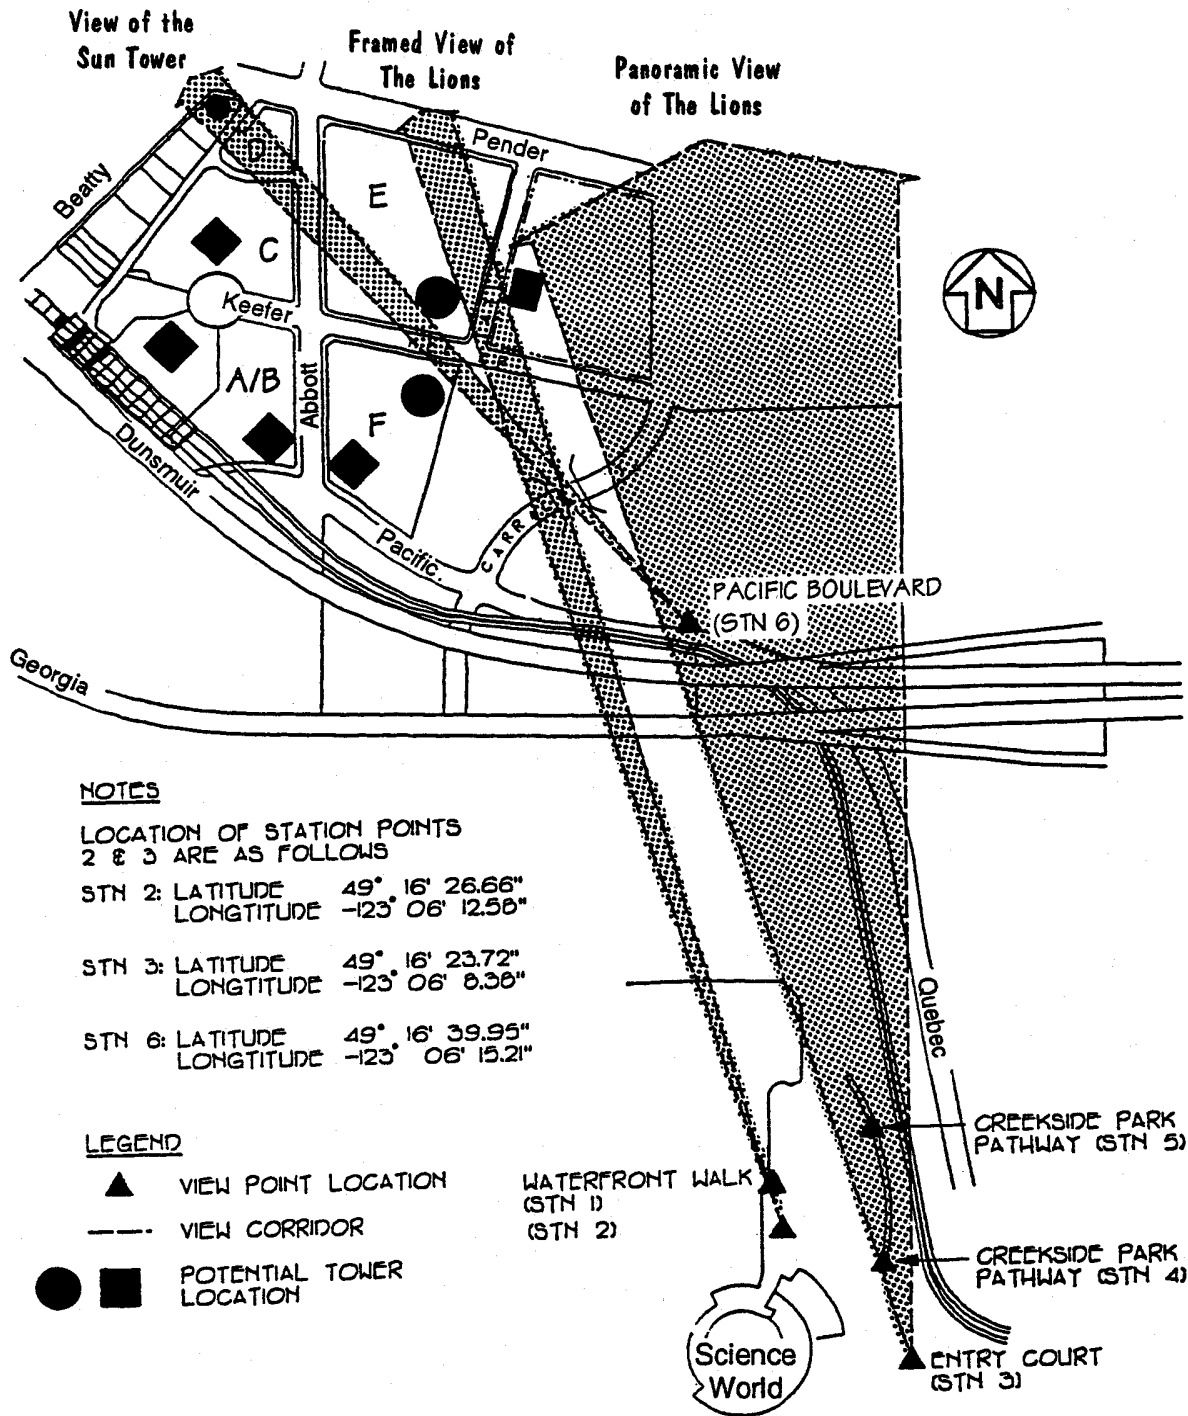 View of the
Sun Tower
Framed View of
The Lions
Panoramic View
of The Lions
Pender
Beatty
D
E
C
Keefer
N
A/B
Abbott
F
Dunsmuir
CARR
Pacific.
PACIFIC BOULEVARD
(STN 6)
Georgia
NOTES
LOCATION OF STATION POINTS
2 & 3 ARE AS FOLLOWS
STN 2: LATITUDE 49° 16' 26.66"
LONGTITUDE -123° 06' 12.58"
STN 3: LATITUDE 49° 16' 23.72"
LONGTITUDE -123° 06' 8.38"
STN 6: LATITUDE 49° 16' 39.95"
LONGTITUDE -123° 06' 15.21"
Quebec
LEGEND
VIEW POINT LOCATION
VIEW CORRIDOR
POTENTIAL TOWER
LOCATION
WATERFRONT WALK
(STN 1)
(STN 2)
CREEKSIDE PARK
PATHWAY (STN 5)
CREEKSIDE PARK
PATHWAY (STN 4)
ENTRY COURT
(STN 3)
Science
World